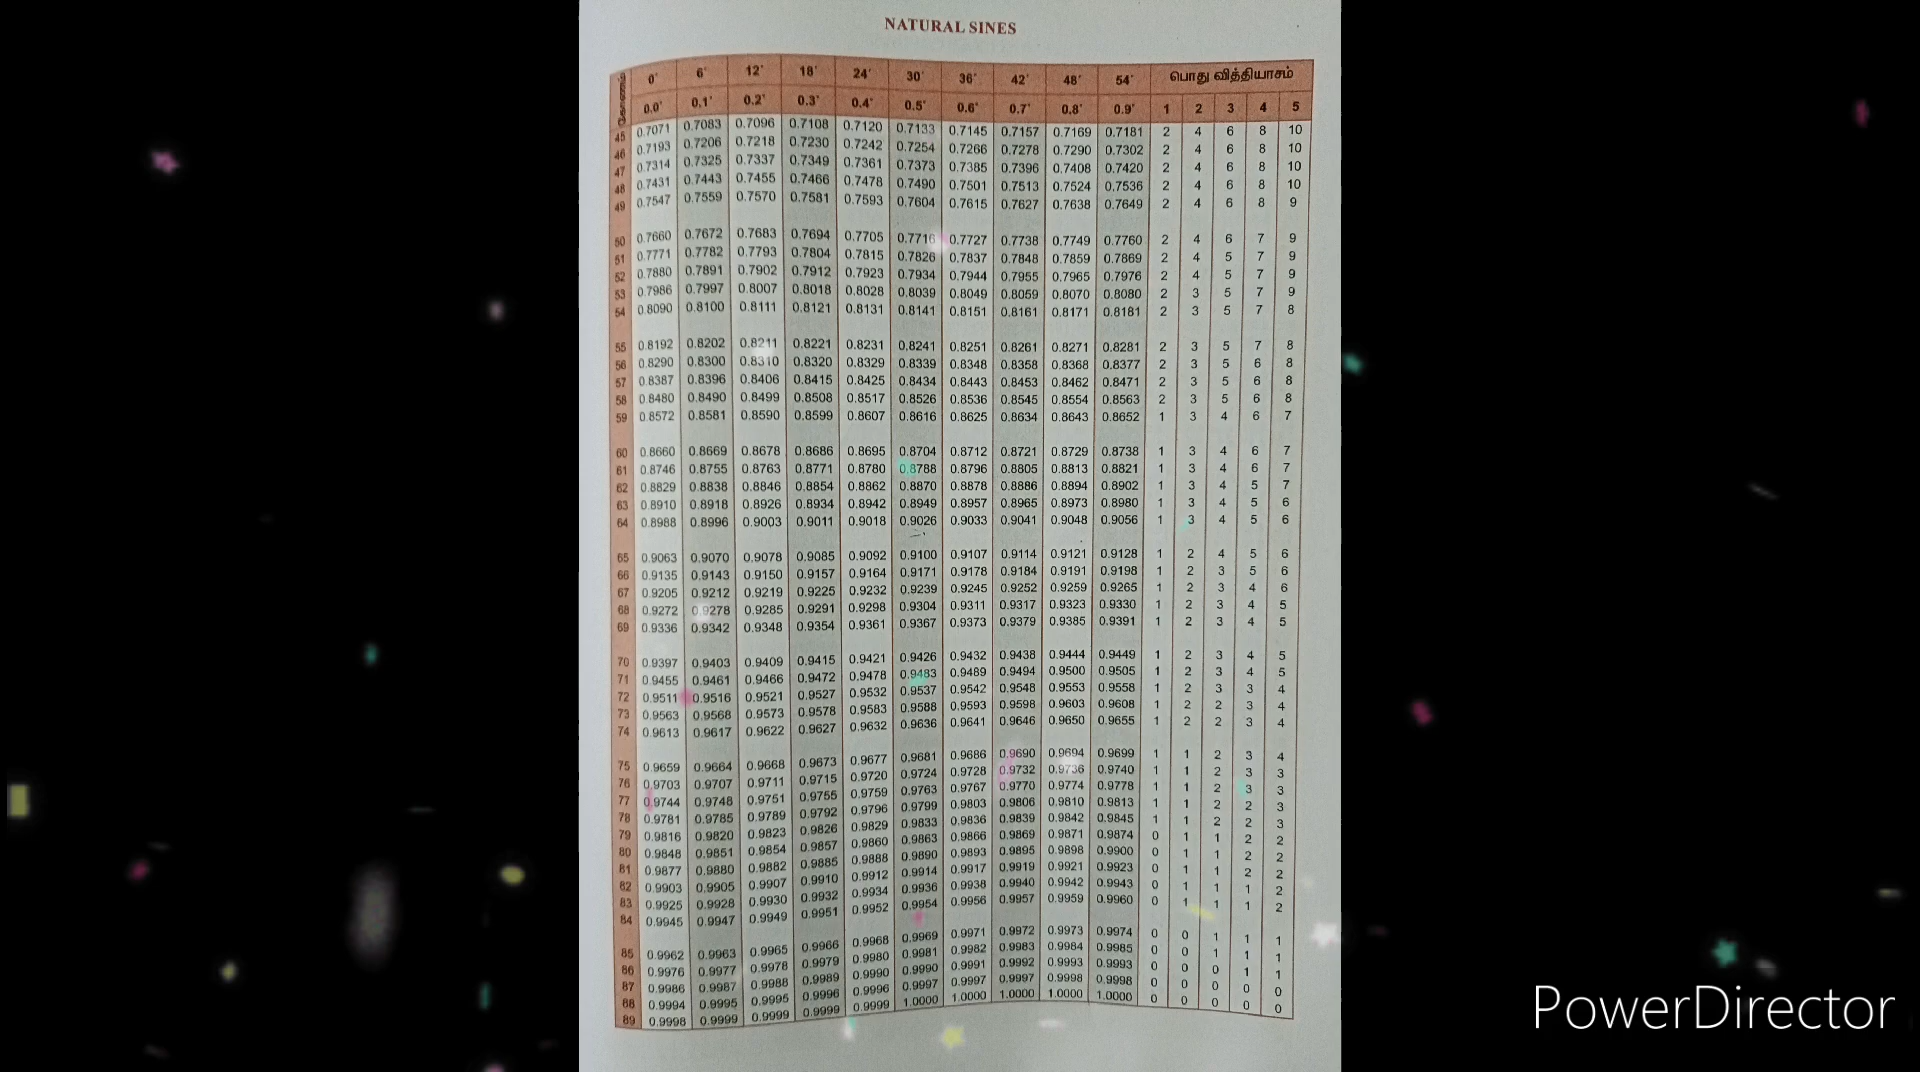 NATURAL SINES
கோணம் 0' 6' 12' 18' 24' 30' 36' 42' 48' 54' பொது வித்தியாசம்
0.0° 0.1° 0.2° 0.3° 0.4° 0.5° 0.6° 0.7° 0.8° 0.9° 1 2 3 4 5
45 0.7071 0.7083 0.7096 0.7108 0.7120 0.7133 0.7145 0.7157 0.7169 0.7181 2 4 6 8 10
46 0.7193 0.7206 0.7218 0.7230 0.7242 0.7254 0.7266 0.7278 0.7290 0.7302 2 4 6 8 10
47 0.7314 0.7325 0.7337 0.7349 0.7361 0.7373 0.7385 0.7396 0.7408 0.7420 2 4 6 8 10
48 0.7431 0.7443 0.7455 0.7466 0.7478 0.7490 0.7501 0.7513 0.7524 0.7536 2 4 6 8 10
49 0.7547 0.7559 0.7570 0.7581 0.7593 0.7604 0.7615 0.7627 0.7638 0.7649 2 4 6 8 9
50 0.7660 0.7672 0.7683 0.7694 0.7705 0.7716 0.7727 0.7738 0.7749 0.7760 2 4 6 7 9
51 0.7771 0.7782 0.7793 0.7804 0.7815 0.7826 0.7837 0.7848 0.7859 0.7869 2 4 5 7 9
52 0.7880 0.7891 0.7902 0.7912 0.7923 0.7934 0.7944 0.7955 0.7965 0.7976 2 4 5 7 9
53 0.7986 0.7997 0.8007 0.8018 0.8028 0.8039 0.8049 0.8059 0.8070 0.8080 2 3 5 7 9
54 0.8090 0.8100 0.8111 0.8121 0.8131 0.8141 0.8151 0.8161 0.8171 0.8181 2 3 5 7 8
55 0.8192 0.8202 0.8211 0.8221 0.8231 0.8241 0.8251 0.8261 0.8271 0.8281 2 3 5 7 8
56 0.8290 0.8300 0.8310 0.8320 0.8329 0.8339 0.8348 0.8358 0.8368 0.8377 2 3 5 6 8
57 0.8387 0.8396 0.8406 0.8415 0.8425 0.8434 0.8443 0.8453 0.8462 0.8471 2 3 5 6 8
58 0.8480 0.8490 0.8499 0.8508 0.8517 0.8526 0.8536 0.8545 0.8554 0.8563 2 3 5 6 8
59 0.8572 0.8581 0.8590 0.8599 0.8607 0.8616 0.8625 0.8634 0.8643 0.8652 1 3 4 6 7
60 0.8660 0.8669 0.8678 0.8686 0.8695 0.8704 0.8712 0.8721 0.8729 0.8738 1 3 4 6 7
61 0.8746 0.8755 0.8763 0.8771 0.8780 0.8788 0.8796 0.8805 0.8813 0.8821 1 3 4 6 7
62 0.8829 0.8838 0.8846 0.8854 0.8862 0.8870 0.8878 0.8886 0.8894 0.8902 1 3 4 5 7
63 0.8910 0.8918 0.8926 0.8934 0.8942 0.8949 0.8957 0.8965 0.8973 0.8980 1 3 4 5 6
64 0.8988 0.8996 0.9003 0.9011 0.9018 0.9026 0.9033 0.9041 0.9048 0.9056 1 3 4 5 6
65 0.9063 0.9070 0.9078 0.9085 0.9092 0.9100 0.9107 0.9114 0.9121 0.9128 1 2 4 5 6
66 0.9135 0.9143 0.9150 0.9157 0.9164 0.9171 0.9178 0.9184 0.9191 0.9198 1 2 3 5 6
67 0.9205 0.9212 0.9219 0.9225 0.9232 0.9239 0.9245 0.9252 0.9259 0.9265 1 2 3 4 6
68 0.9272 0.9278 0.9285 0.9291 0.9298 0.9304 0.9311 0.9317 0.9323 0.9330 1 2 3 4 5
69 0.9336 0.9342 0.9348 0.9354 0.9361 0.9367 0.9373 0.9379 0.9385 0.9391 1 2 3 4 5
70 0.9397 0.9403 0.9409 0.9415 0.9421 0.9426 0.9432 0.9438 0.9444 0.9449 1 2 3 4 5
71 0.9455 0.9461 0.9466 0.9472 0.9478 0.9483 0.9489 0.9494 0.9500 0.9505 1 2 3 4 5
72 0.9511 0.9516 0.9521 0.9527 0.9532 0.9537 0.9542 0.9548 0.9553 0.9558 1 2 3 3 4
73 0.9563 0.9568 0.9573 0.9578 0.9583 0.9588 0.9593 0.9598 0.9603 0.9608 1 2 2 3 4
74 0.9613 0.9617 0.9622 0.9627 0.9632 0.9636 0.9641 0.9646 0.9650 0.9655 1 2 2 3 4
75 0.9659 0.9664 0.9668 0.9673 0.9677 0.9681 0.9686 0.9690 0.9694 0.9699 1 1 2 3 4
76 0.9703 0.9707 0.9711 0.9715 0.9720 0.9724 0.9728 0.9732 0.9736 0.9740 1 1 2 3 3
77 0.9744 0.9748 0.9751 0.9755 0.9759 0.9763 0.9767 0.9770 0.9774 0.9778 1 1 2 3 3
78 0.9781 0.9785 0.9789 0.9792 0.9796 0.9799 0.9803 0.9806 0.9810 0.9813 1 1 2 2 3
79 0.9816 0.9820 0.9823 0.9826 0.9829 0.9833 0.9836 0.9839 0.9842 0.9845 1 1 2 2 3
80 0.9848 0.9851 0.9854 0.9857 0.9860 0.9863 0.9866 0.9869 0.9871 0.9874 0 1 1 2 2
81 0.9877 0.9880 0.9882 0.9885 0.9888 0.9890 0.9893 0.9895 0.9898 0.9900 0 1 1 2 2
82 0.9903 0.9905 0.9907 0.9910 0.9912 0.9914 0.9917 0.9919 0.9921 0.9923 0 1 1 2 2
83 0.9925 0.9928 0.9930 0.9932 0.9934 0.9936 0.9938 0.9940 0.9942 0.9943 0 1 1 1 2
84 0.9945 0.9947 0.9949 0.9951 0.9952 0.9954 0.9956 0.9957 0.9959 0.9960 0 1 1 1 2
85 0.9962 0.9963 0.9965 0.9966 0.9968 0.9969 0.9971 0.9972 0.9973 0.9974 0 0 1 1 1
86 0.9976 0.9977 0.9978 0.9979 0.9980 0.9981 0.9982 0.9983 0.9984 0.9985 0 0 1 1 1
87 0.9986 0.9987 0.9988 0.9989 0.9990 0.9990 0.9991 0.9992 0.9993 0.9993 0 0 0 1 1
88 0.9994 0.9995 0.9995 0.9996 0.9996 0.9997 0.9997 0.9997 0.9998 0.9998 0 0 0 0 0
89 0.9998 0.9999 0.9999 0.9999 0.9999 1.0000 1.0000 1.0000 1.0000 1.0000 0 0 0 0 0
PowerDirector